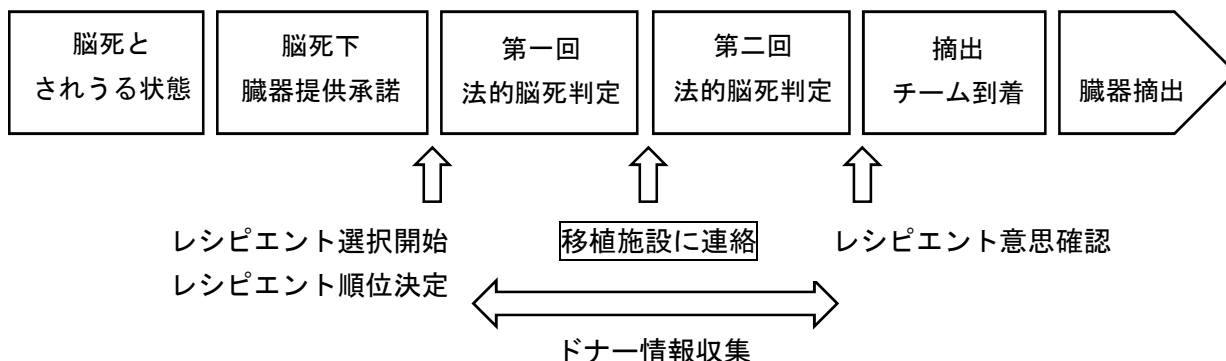 脳死と
されうる状態
脳死下
臓器提供承諾
第一回
法的脳死判定
第二回
法的脳死判定
摘出
チーム到着
臓器摘出
レシピエント選択開始
レシピエント順位決定
移植施設に連絡
レシピエント意思確認
ドナー情報収集